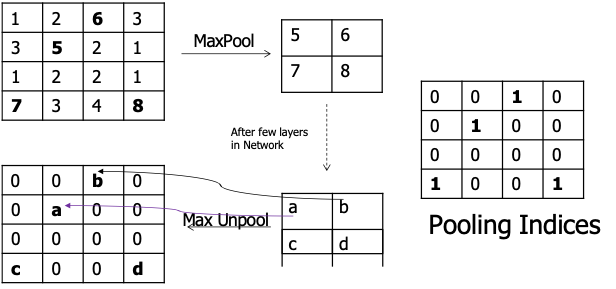 1 2 6 3
3 5 2 1
1 2 2 1
7 3 4 8
MaxPool
5 6
7 8
After few layers
in Network
0 0 1 0
0 1 0 0
0 0 0 0
1 0 0 1
Pooling Indices
0 0 b 0
0 a 0 0
0 0 0 0
c 0 0 d
Max Unpool
a b
c d